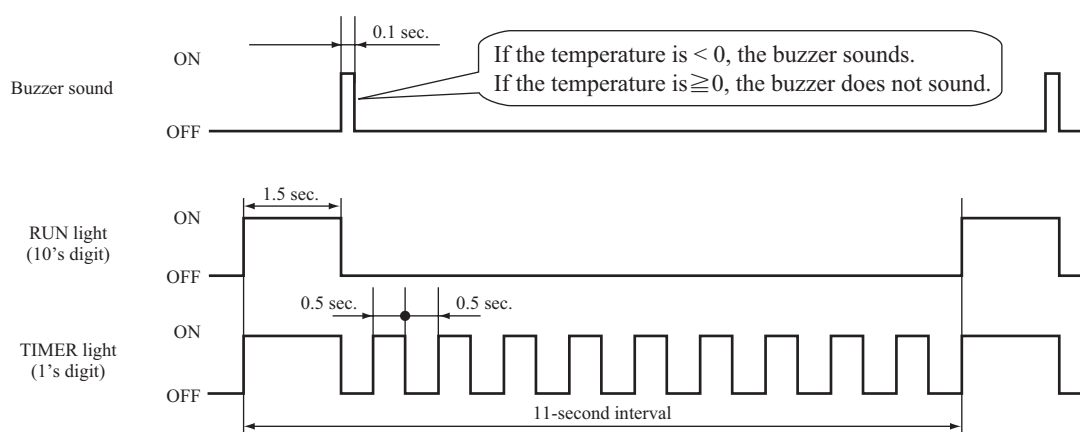 0.1 sec.
If the temperature is < 0, the buzzer sounds.
If the temperature is ≧0, the buzzer does not sound.
ON
Buzzer sound
OFF
1.5 sec.
ON
RUN light
(10’s digit)
OFF
0.5 sec.
0.5 sec.
ON
TIMER light
(1’s digit)
OFF
11-second interval